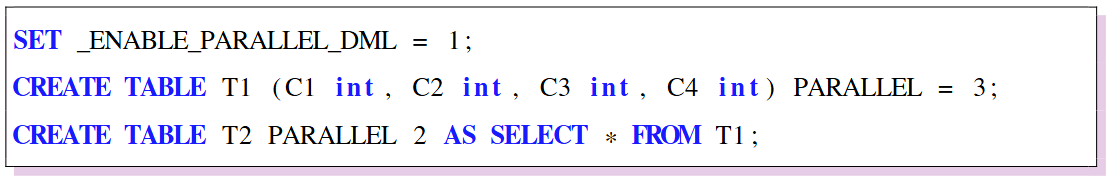 SET _ENABLE_PARALLEL_DML = 1;
CREATE TABLE T1 (C1 int, C2 int, C3 int, C4 int) PARALLEL = 3;
CREATE TABLE T2 PARALLEL 2 AS SELECT * FROM T1;